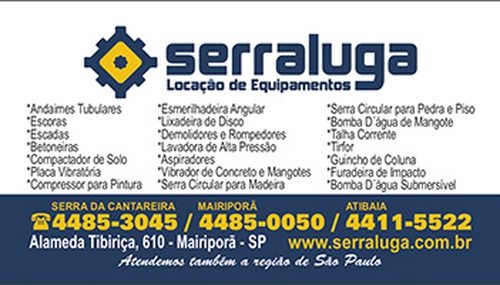 serraluga
Locação de Equipamentos
*Andaimes Tubulares
*Escoras
*Escadas
*Betoneiras
*Compactador de Solo
*Placa Vibratória
*Compressor para Pintura
*Esmerilhadeira Angular
*Lixadeira de Disco
*Demolidores e Rompedores
*Lavadora de Alta Pressão
*Aspiradores
*Vibrador de Concreto e Mangotes
*Serra Circular para Madeira
*Serra Circular para Pedra e Piso
*Bomba D´água de Mangote
*Talha Corrente
*Tirfor
*Guincho de Coluna
*Furadeira de Impacto
*Bomba D´água Submersível
SERRA DA CANTAREIRA MAIRIPORÃ ATIBAIA
☎4485-3045 / 4485-0050 / 4411-5522
Alameda Tibiriça, 610 - Mairiporã - SP www.serraluga.com.br
Atendemos também a região de São Paulo